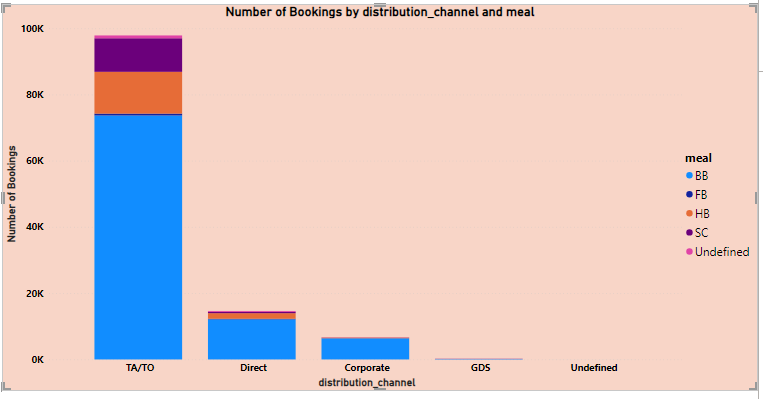 Number of Bookings by distribution_channel and meal
100K
80K
60K
40K
20K
0K
Number of Bookings
TA/TO
Direct
Corporate
GDS
Undefined
distribution_channel
meal
BB
FB
HB
SC
Undefined